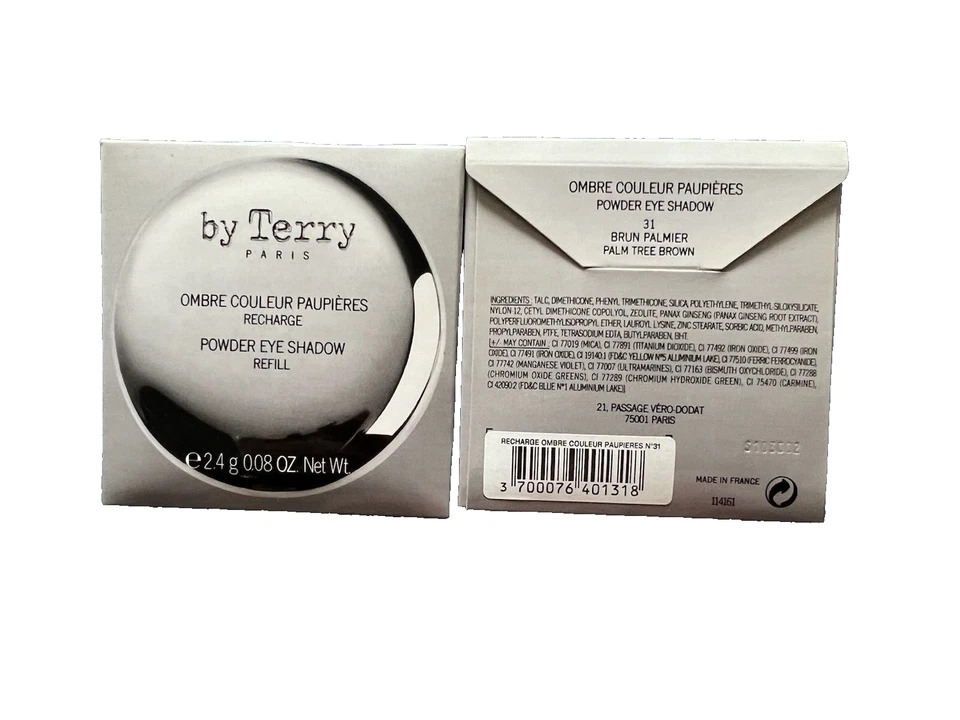 by Terry
PARIS
OMBRE COULEUR PAUPIÈRES
RECHARGE
POWDER EYE SHADOW
REFILL
℮ 2.4 g 0.08 OZ. Net Wt.
OMBRE COULEUR PAUPIÈRES
POWDER EYE SHADOW
31
BRUN PALMIER
PALM TREE BROWN
INGREDIENTS : TALC, DIMETHICONE, PHENYL TRIMETHICONE, SILICA, POLYETHYLENE, TRIMETHYL SILOXYSILICATE,
NYLON-12, CETYL DIMETHICONE COPOLYOL, ZEOLITE, PANAX GINSENG (PANAX GINSENG ROOT EXTRACT),
POLYPERFLUOROMETHYLISOPROPYL ETHER, LAUROYL LYSINE, ZINC STEARATE, SORBIC ACID, METHYLPARABEN,
PROPYLPARABEN, PTFE, TETRASODIUM EDTA, BUTYLPARABEN, BHT.
[+/- MAY CONTAIN : CI 77019 (MICA), CI 77891 (TITANIUM DIOXIDE), CI 77492 (IRON OXIDE), CI 77499 (IRON
OXIDE), CI 77491 (IRON OXIDE), CI 19140:1 (FD&C YELLOW N°5 ALUMINIUM LAKE), CI 77510 (FERRIC FERROCYANIDE),
CI 77742 (MANGANESE VIOLET), CI 77007 (ULTRAMARINES), CI 77163 (BISMUTH OXYCHLORIDE), CI 77288
(CHROMIUM OXIDE GREENS), CI 77289 (CHROMIUM HYDROXIDE GREEN), CI 75470 (CARMINE),
CI 42090:2 (FD&C BLUE N°1 ALUMINIUM LAKE)]
21, PASSAGE VÉRO-DODAT
75001 PARIS
RECHARGE OMBRE COULEUR PAUPIERES N°31
3 700076 401318
MADE IN FRANCE
114161